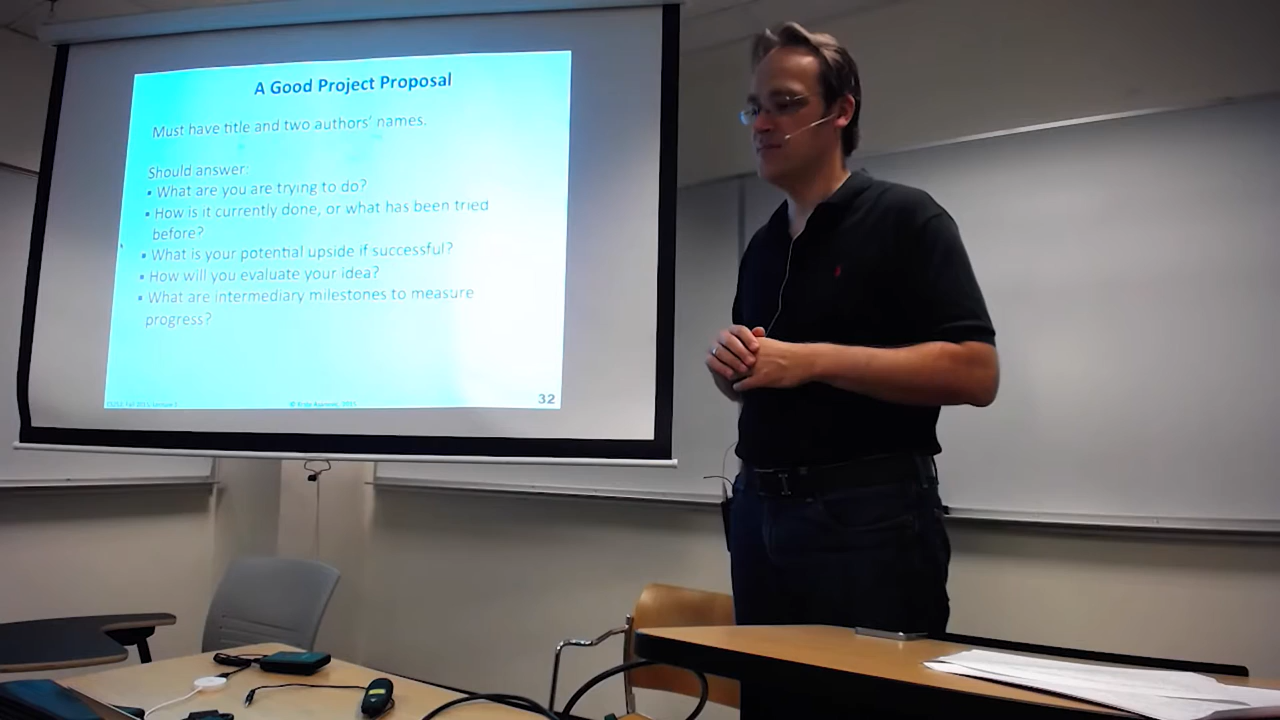 A Good Project Proposal
Must have title and two authors' names.
Should answer:
▪ What are you are trying to do?
▪ How is it currently done, or what has been tried
before?
▪ What is your potential upside if successful?
▪ How will you evaluate your idea?
▪ What are intermediary milestones to measure
progress?
32